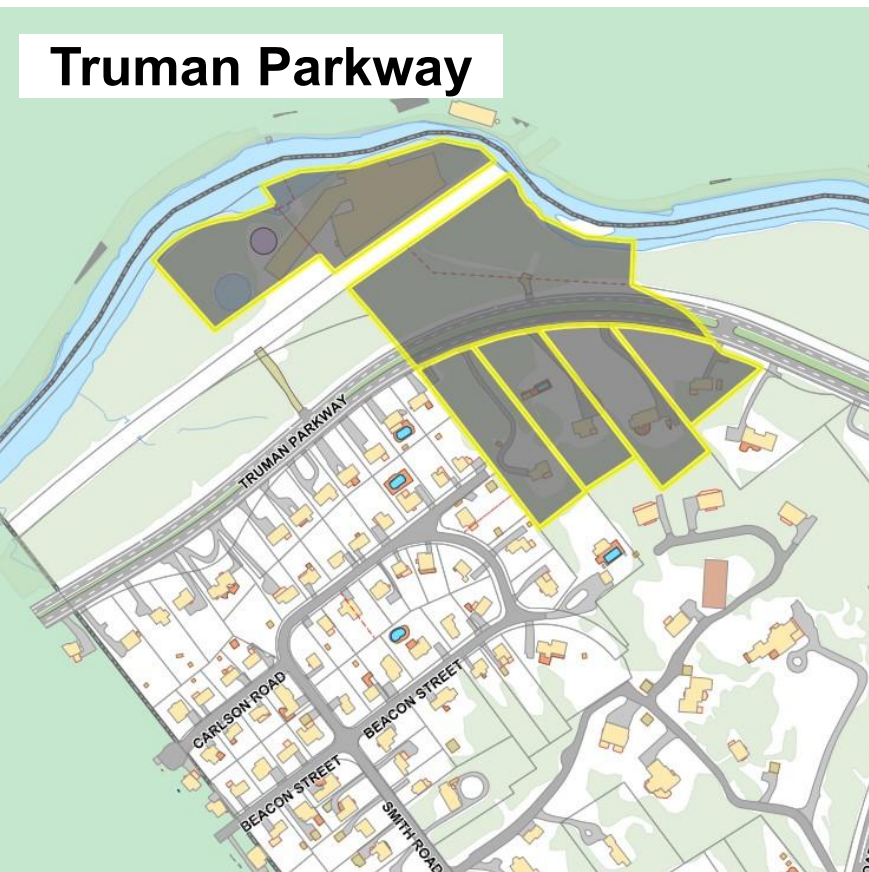 Truman Parkway
TRUMAN PARKWAY
CARLSON ROAD
BEACON STREET
BEACON STREET
SMITH ROAD